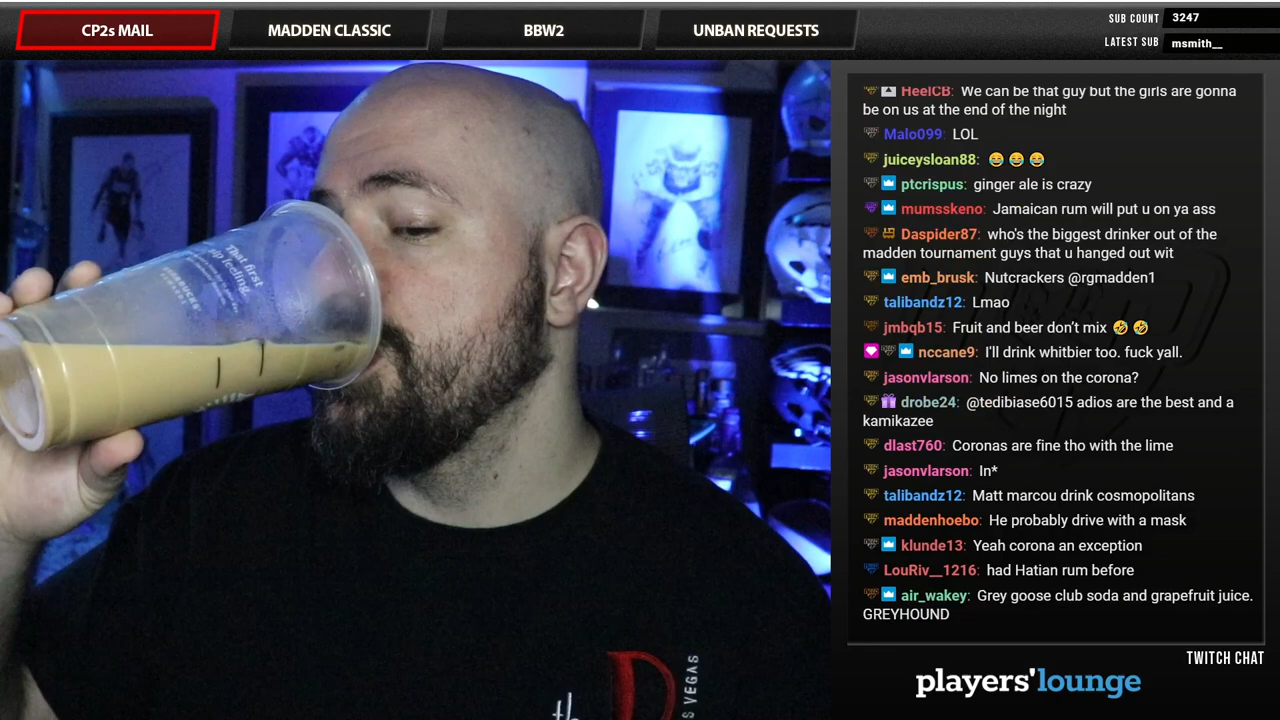 CP2s MAIL
MADDEN CLASSIC
BBW2
UNBAN REQUESTS
SUB COUNT 3247
LATEST SUB msmith__
HeelCB: We can be that guy but the girls are gonna
be on us at the end of the night
Malo099: LOL
juiceysloan88: 😂 😂 😂
ptcrispus: ginger ale is crazy
mumsskeno: Jamaican rum will put u on ya ass
Daspider87: who's the biggest drinker out of the
madden tournament guys that u hanged out wit
emb_brusk: Nutcrackers @rgmadden1
talibandz12: Lmao
jmbqb15: Fruit and beer don't mix 🤣 🤣
nccane9: I'll drink whitbier too. fuck yall.
jasonvlarson: No limes on the corona?
drobe24: @tedibiase6015 adios are the best and a
kamikazee
dlast760: Coronas are fine tho with the lime
jasonvlarson: In*
talibandz12: Matt marcou drink cosmopolitans
maddenhoebo: He probably drive with a mask
klunde13: Yeah corona an exception
LouRiv__1216: had Hatian rum before
air_wakey: Grey goose club soda and grapefruit juice.
GREYHOUND
TWITCH CHAT
players'lounge
That first
sip feeling.
the D
S VEGAS